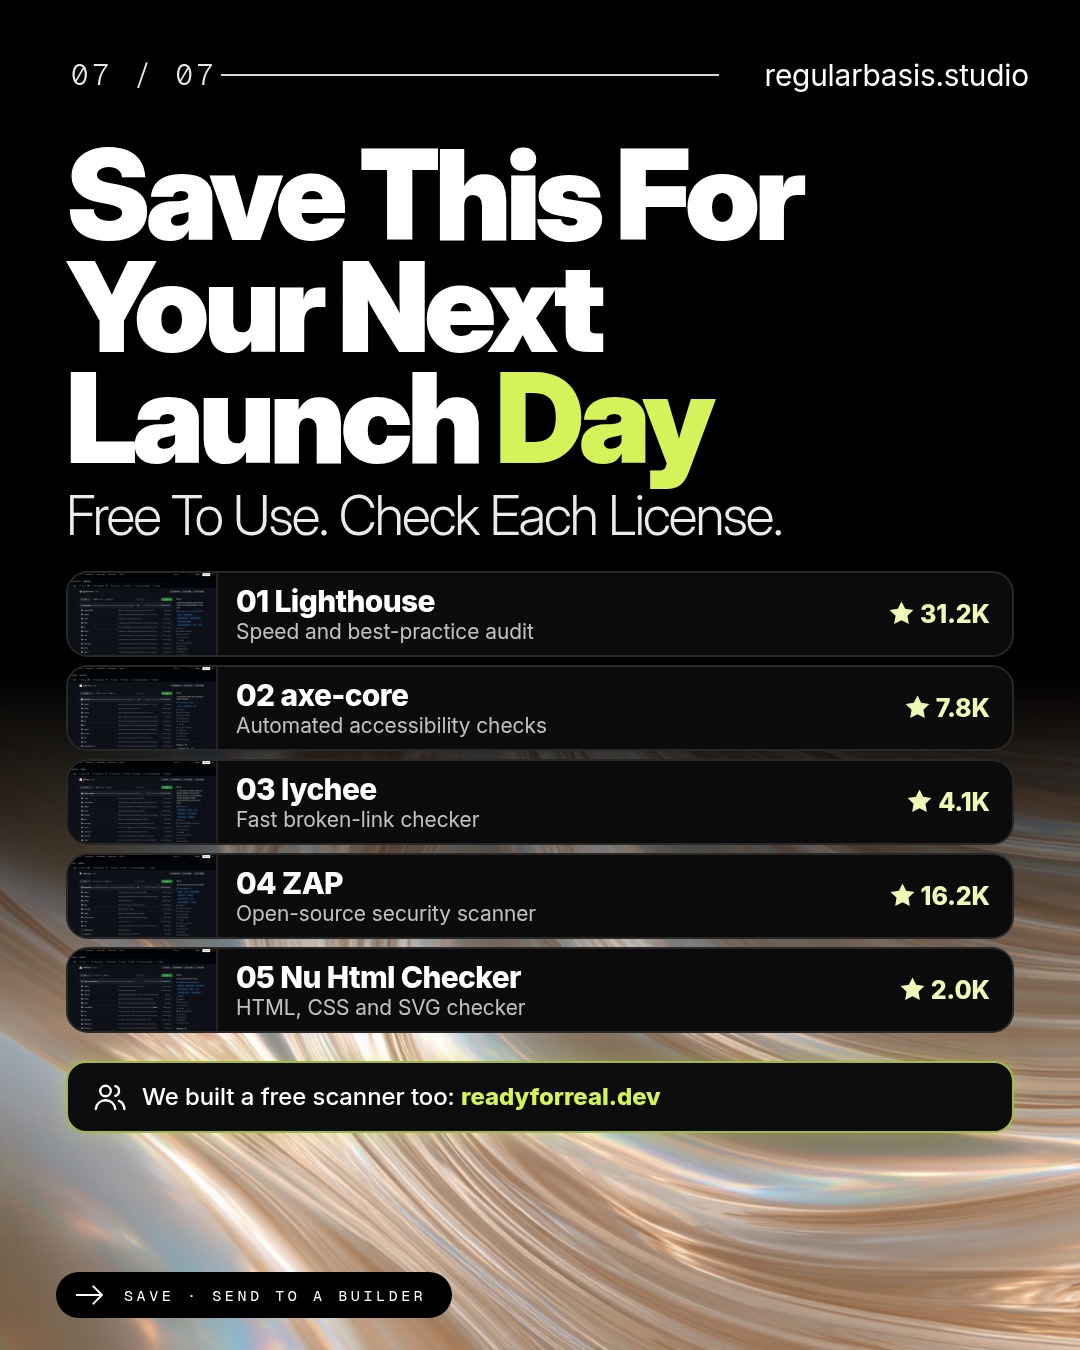 07 / 07
regularbasis.studio
Save This For
Your Next
Launch Day
Free To Use. Check Each License.
01 Lighthouse
Speed and best-practice audit
★ 31.2K
02 axe-core
Automated accessibility checks
★ 7.8K
03 lychee
Fast broken-link checker
★ 4.1K
04 ZAP
Open-source security scanner
★ 16.2K
05 Nu Html Checker
HTML, CSS and SVG checker
★ 2.0K
We built a free scanner too: readyforreal.dev
→ SAVE · SEND TO A BUILDER